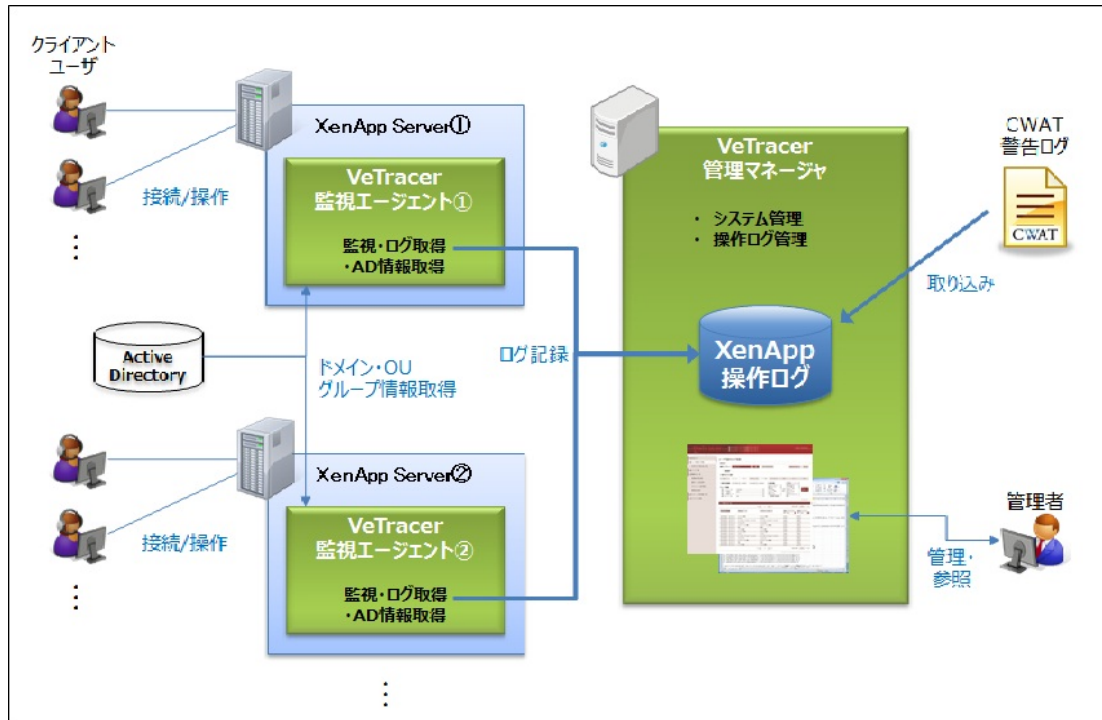 クライアント
ユーザ
接続/操作
XenApp Server①
VeTracer
監視エージェント①
監視・ログ取得
・AD情報取得
Active
Directory
ドメイン・OU
グループ情報取得
XenApp Server②
接続/操作
VeTracer
監視エージェント②
監視・ログ取得
・AD情報取得
ログ記録
VeTracer
管理マネージャ
・ システム管理
・ 操作ログ管理
XenApp
操作ログ
CWAT
警告ログ
CWAT
取り込み
管理者
管理・
参照